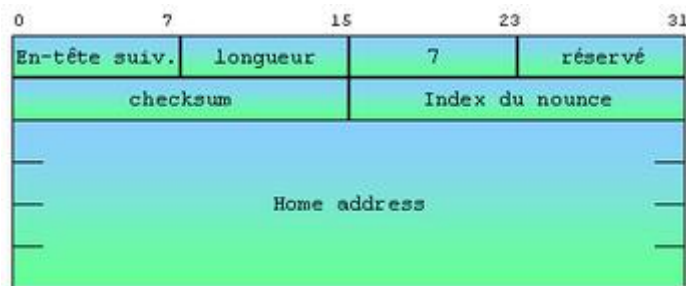 0 7 15 23 31
En-tête suiv. longueur 7 réservé
checksum Index du nounce
Home address